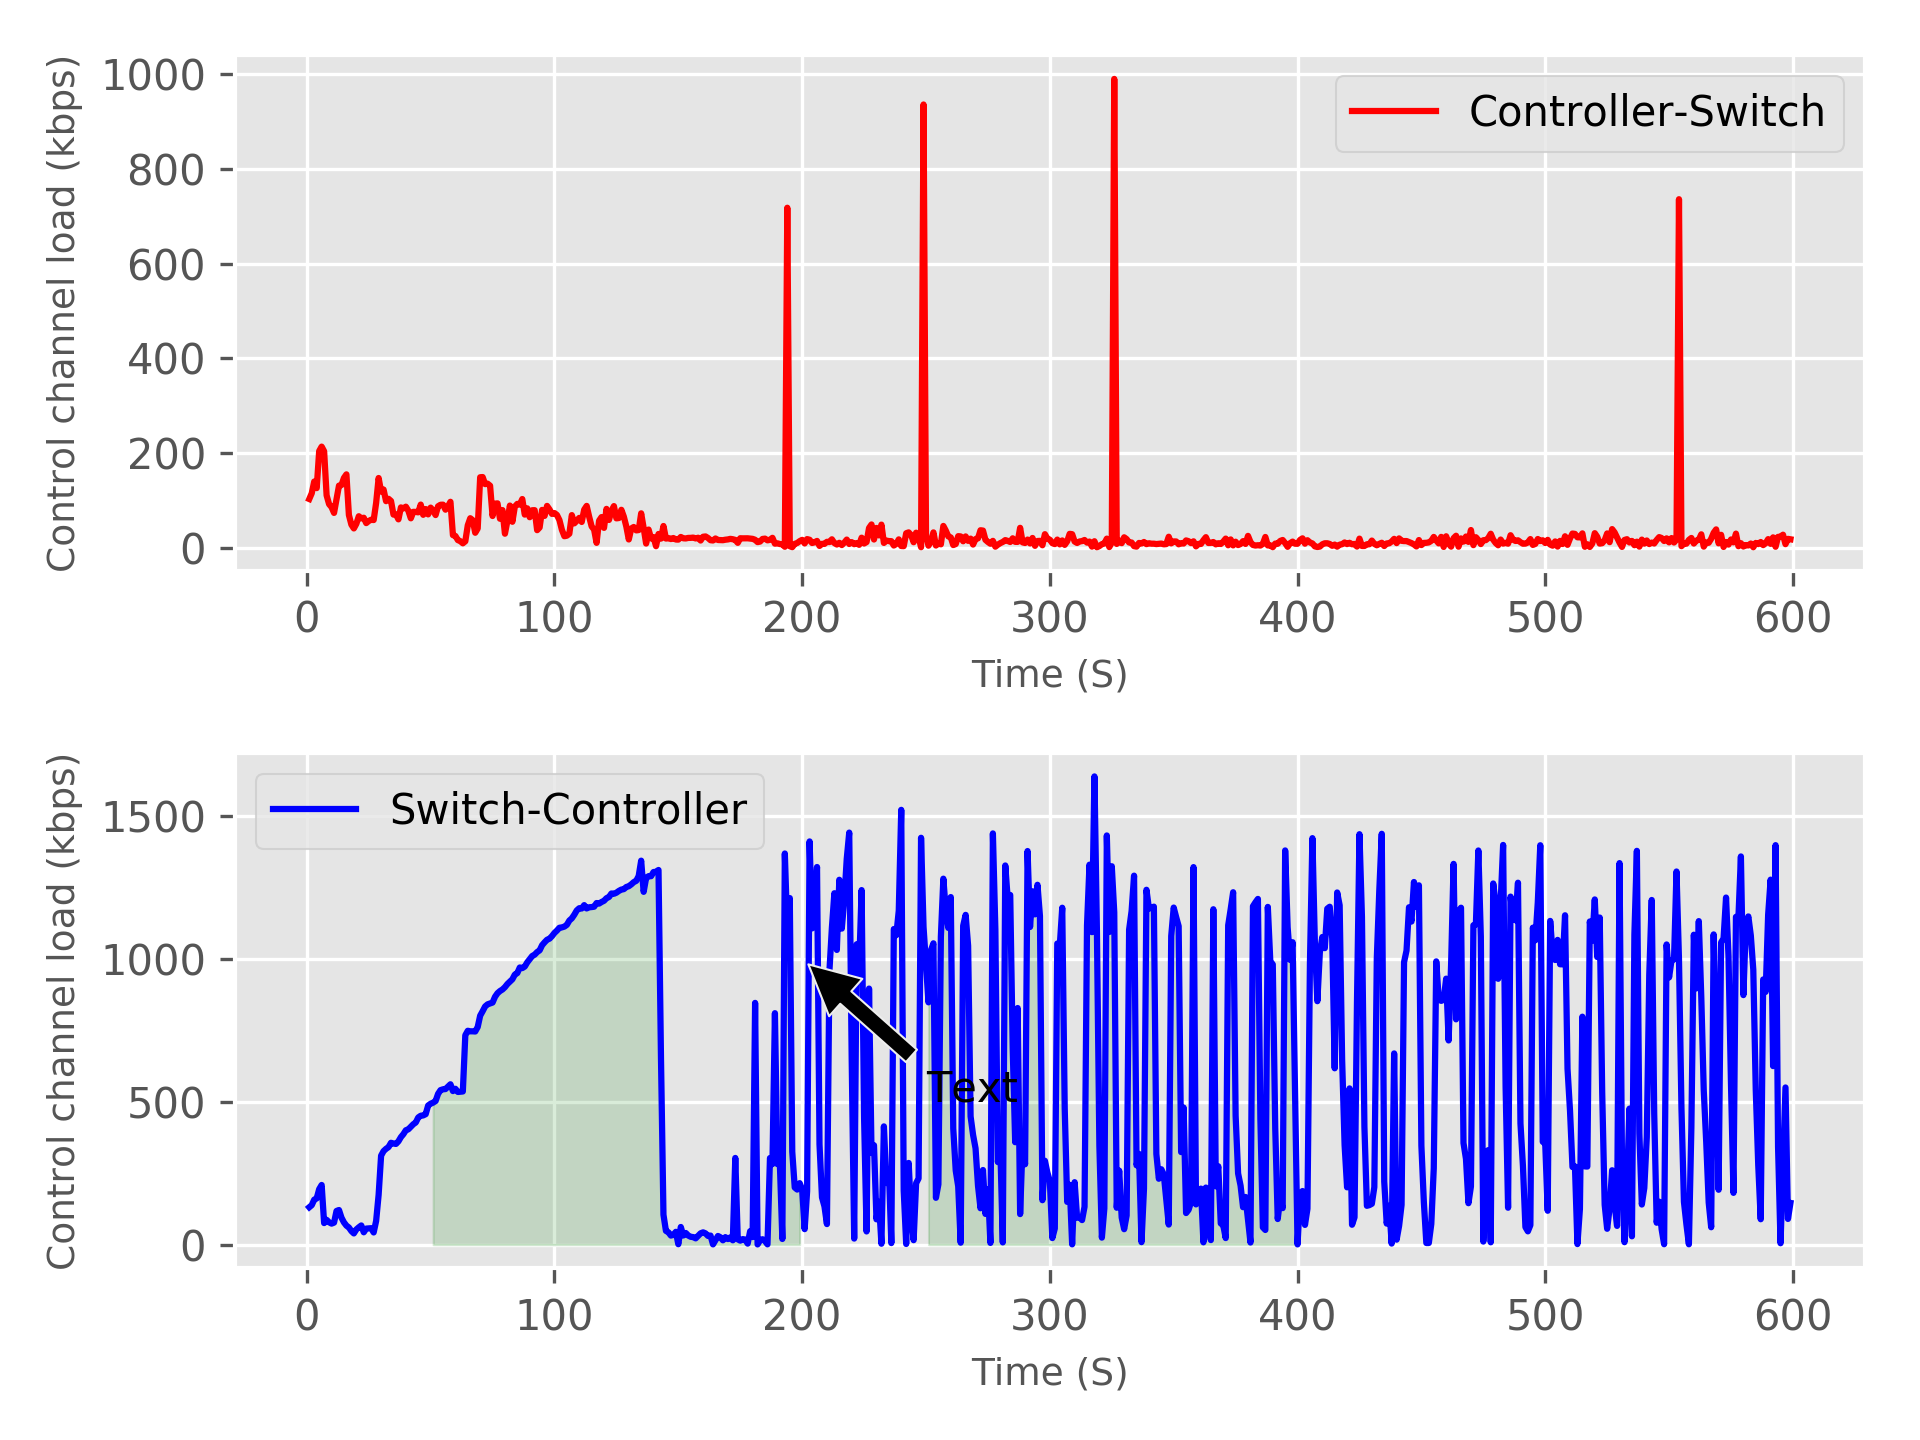 Control channel load (kbps)
1000
800
600
400
200
0
Controller-Switch
0 100 200 300 400 500 600
Time (S)
Control channel load (kbps)
1500
1000
500
0
Switch-Controller
Text
0 100 200 300 400 500 600
Time (S)